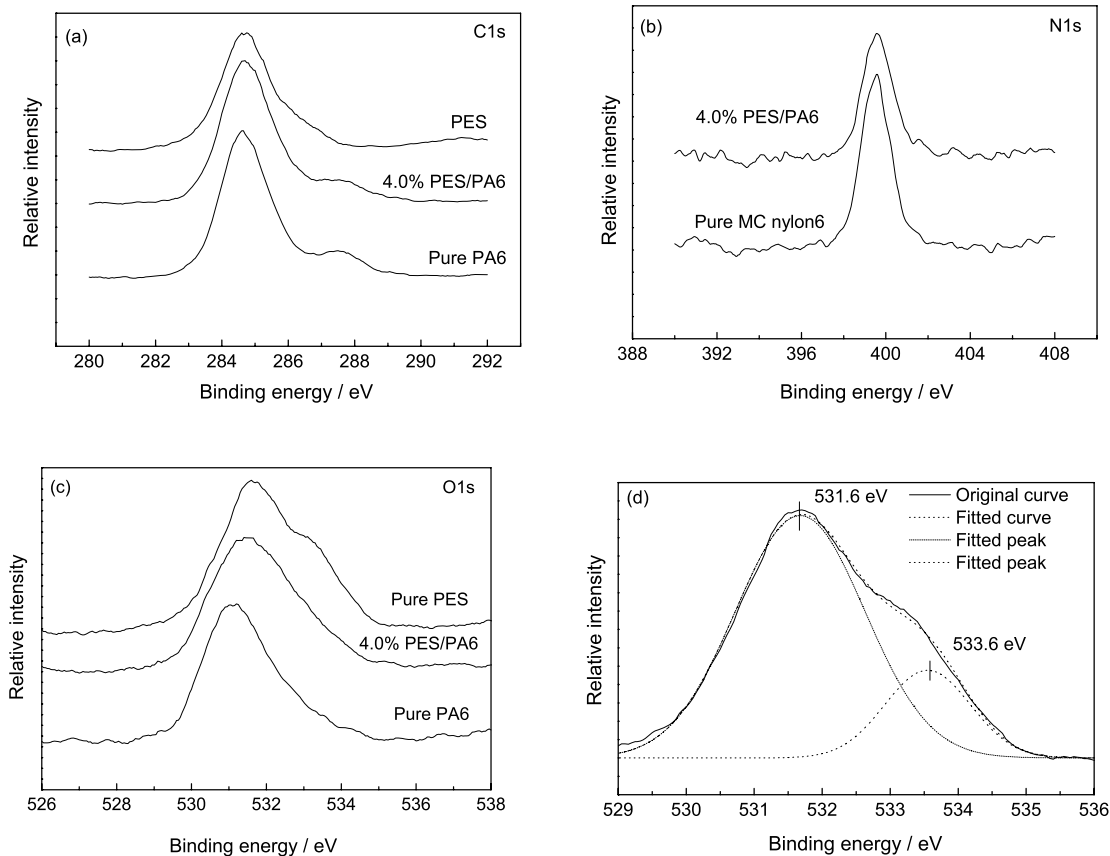 (a)
C1s
PES
4.0% PES/PA6
Pure PA6
Relative intensity
280 282 284 286 288 290 292
Binding energy / eV
(b)
N1s
4.0% PES/PA6
Pure MC nylon6
Relative intensity
388 392 396 400 404 408
Binding energy / eV
(c)
O1s
Pure PES
4.0% PES/PA6
Pure PA6
Relative intensity
526 528 530 532 534 536 538
Binding energy / eV
(d)
531.6 eV
Original curve
Fitted curve
Fitted peak
Fitted peak
533.6 eV
Relative intensity
529 530 531 532 533 534 535 536
Binding energy / eV